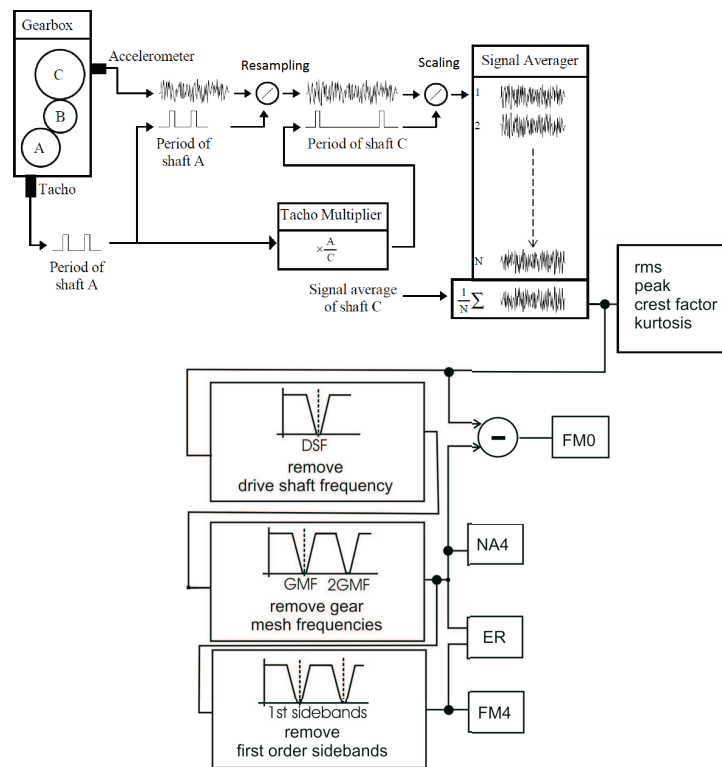 Gearbox
C
B
A
Accelerometer
Resampling
Scaling
Signal Averager
1
2
N
Period of
shaft A
Period of shaft C
Tacho
Period of
shaft A
Tacho Multiplier
×A/C
Signal average
of shaft C
1/N Σ
rms
peak
crest factor
kurtosis
DSF
remove
drive shaft frequency
-
FM0
GMF 2GMF
remove gear
mesh frequencies
NA4
ER
1st sidebands
remove
first order sidebands
FM4